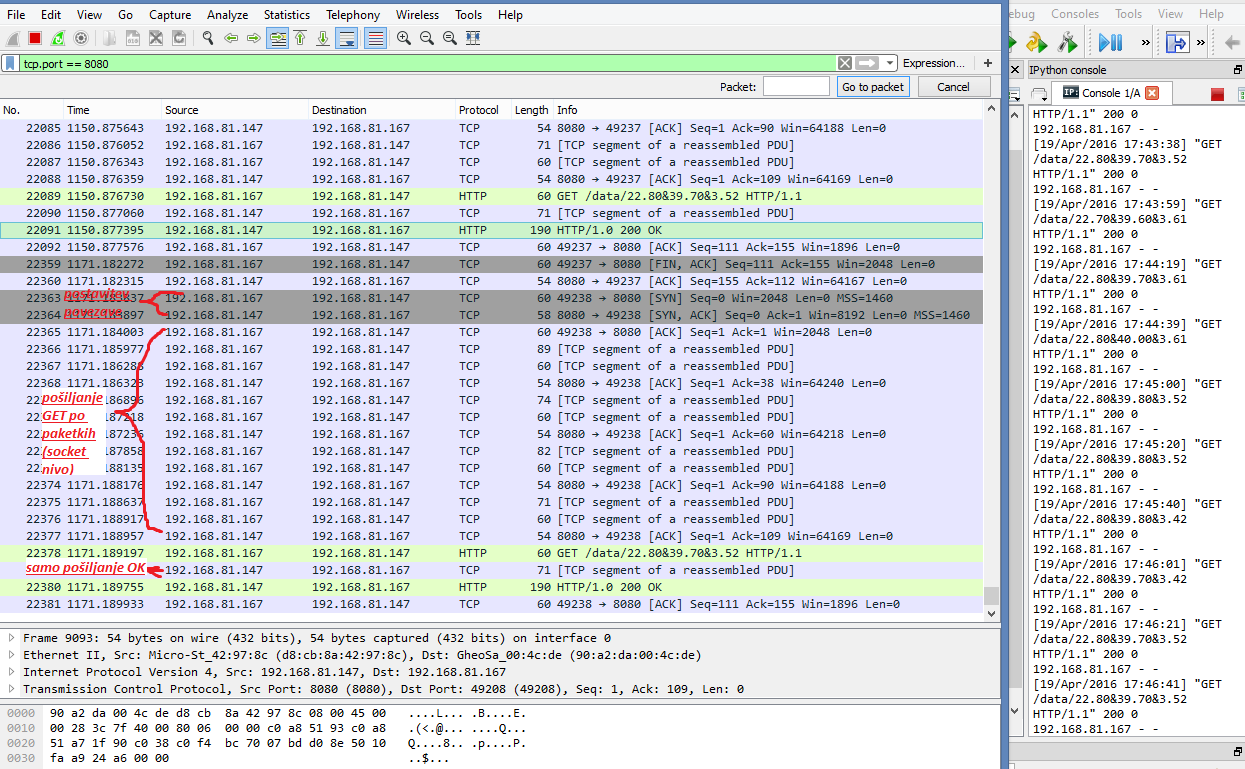 File Edit View Go Capture Analyze Statistics Telephony Wireless Tools Help
tcp.port == 8080
Expression... +
Packet: Go to packet Cancel
No. Time Source Destination Protocol Length Info
22085 1150.875643 192.168.81.147 192.168.81.167 TCP 54 8080 → 49237 [ACK] Seq=1 Ack=90 Win=64188 Len=0
22086 1150.876052 192.168.81.167 192.168.81.147 TCP 71 [TCP segment of a reassembled PDU]
22087 1150.876343 192.168.81.167 192.168.81.147 TCP 60 [TCP segment of a reassembled PDU]
22088 1150.876359 192.168.81.147 192.168.81.167 TCP 54 8080 → 49237 [ACK] Seq=1 Ack=109 Win=64169 Len=0
22089 1150.876730 192.168.81.167 192.168.81.147 HTTP 60 GET /data/22.80&39.70&3.52 HTTP/1.1
22090 1150.877060 192.168.81.147 192.168.81.167 TCP 71 [TCP segment of a reassembled PDU]
22091 1150.877395 192.168.81.147 192.168.81.167 HTTP 190 HTTP/1.0 200 OK
22092 1150.877576 192.168.81.167 192.168.81.147 TCP 60 49237 → 8080 [ACK] Seq=111 Ack=155 Win=1896 Len=0
22359 1171.182272 192.168.81.167 192.168.81.147 TCP 60 49237 → 8080 [FIN, ACK] Seq=111 Ack=155 Win=2048 Len=0
22360 1171.182315 192.168.81.147 192.168.81.167 TCP 54 8080 → 49237 [ACK] Seq=155 Ack=112 Win=64167 Len=0
22363 192.168.81.167 192.168.81.147 TCP 60 49238 → 8080 [SYN] Seq=0 Win=2048 Len=0 MSS=1460
22364 192.168.81.147 192.168.81.167 TCP 58 8080 → 49238 [SYN, ACK] Seq=0 Ack=1 Win=8192 Len=0 MSS=1460
postavitev
povezave
22365 1171.184003 192.168.81.167 192.168.81.147 TCP 60 49238 → 8080 [ACK] Seq=1 Ack=1 Win=2048 Len=0
22366 1171.185977 192.168.81.167 192.168.81.147 TCP 89 [TCP segment of a reassembled PDU]
22367 1171.186288 192.168.81.167 192.168.81.147 TCP 60 [TCP segment of a reassembled PDU]
22368 1171.186323 192.168.81.147 192.168.81.167 TCP 54 8080 → 49238 [ACK] Seq=1 Ack=38 Win=64240 Len=0
192.168.81.167 192.168.81.147 TCP 74 [TCP segment of a reassembled PDU]
192.168.81.167 192.168.81.147 TCP 60 [TCP segment of a reassembled PDU]
192.168.81.147 192.168.81.167 TCP 54 8080 → 49238 [ACK] Seq=1 Ack=60 Win=64218 Len=0
192.168.81.167 192.168.81.147 TCP 82 [TCP segment of a reassembled PDU]
192.168.81.167 192.168.81.147 TCP 60 [TCP segment of a reassembled PDU]
pošiljanje
GET po
paketkih
(socket
nivo)
22374 1171.188176 192.168.81.147 192.168.81.167 TCP 54 8080 → 49238 [ACK] Seq=1 Ack=90 Win=64188 Len=0
22375 1171.188637 192.168.81.167 192.168.81.147 TCP 71 [TCP segment of a reassembled PDU]
22376 1171.188917 192.168.81.167 192.168.81.147 TCP 60 [TCP segment of a reassembled PDU]
22377 1171.188957 192.168.81.147 192.168.81.167 TCP 54 8080 → 49238 [ACK] Seq=1 Ack=109 Win=64169 Len=0
22378 1171.189197 192.168.81.167 192.168.81.147 HTTP 60 GET /data/22.80&39.70&3.52 HTTP/1.1
samo pošiljanje OK
192.168.81.147 192.168.81.167 TCP 71 [TCP segment of a reassembled PDU]
22380 1171.189755 192.168.81.147 192.168.81.167 HTTP 190 HTTP/1.0 200 OK
22381 1171.189933 192.168.81.167 192.168.81.147 TCP 60 49238 → 8080 [ACK] Seq=111 Ack=155 Win=1896 Len=0
Frame 9093: 54 bytes on wire (432 bits), 54 bytes captured (432 bits) on interface 0
Ethernet II, Src: Micro-St_42:97:8c (d8:cb:8a:42:97:8c), Dst: GheoSa_00:4c:de (90:a2:da:00:4c:de)
Internet Protocol Version 4, Src: 192.168.81.147, Dst: 192.168.81.167
Transmission Control Protocol, Src Port: 8080 (8080), Dst Port: 49208 (49208), Seq: 1, Ack: 109, Len: 0
0000 90 a2 da 00 4c de d8 cb 8a 42 97 8c 08 00 45 00 ....L... .B....E.
0010 00 28 3c 7f 40 00 80 06 00 00 c0 a8 51 93 c0 a8 .(<.@... ....Q...
0020 51 a7 1f 90 c0 38 c0 f4 bc 70 07 bd d0 8e 50 10 Q....8.. .p....P.
0030 fa a9 24 a6 00 00 ..$...
ebug Consoles Tools View Help
IPython console
IP: Console 1/A
HTTP/1.1" 200 0
192.168.81.167 - -
[19/Apr/2016 17:43:38] "GET
/data/22.80&39.70&3.52
HTTP/1.1" 200 0
192.168.81.167 - -
[19/Apr/2016 17:43:59] "GET
/data/22.70&39.60&3.61
HTTP/1.1" 200 0
192.168.81.167 - -
[19/Apr/2016 17:44:19] "GET
/data/22.80&39.70&3.61
HTTP/1.1" 200 0
192.168.81.167 - -
[19/Apr/2016 17:44:39] "GET
/data/22.80&40.00&3.61
HTTP/1.1" 200 0
192.168.81.167 - -
[19/Apr/2016 17:45:00] "GET
/data/22.80&39.80&3.52
HTTP/1.1" 200 0
192.168.81.167 - -
[19/Apr/2016 17:45:20] "GET
/data/22.80&39.80&3.52
HTTP/1.1" 200 0
192.168.81.167 - -
[19/Apr/2016 17:45:40] "GET
/data/22.80&39.80&3.42
HTTP/1.1" 200 0
192.168.81.167 - -
[19/Apr/2016 17:46:01] "GET
/data/22.80&39.70&3.42
HTTP/1.1" 200 0
192.168.81.167 - -
[19/Apr/2016 17:46:21] "GET
/data/22.80&39.70&3.52
HTTP/1.1" 200 0
192.168.81.167 - -
[19/Apr/2016 17:46:41] "GET
/data/22.80&39.70&3.52
HTTP/1.1" 200 0
192.168.81.167 - -